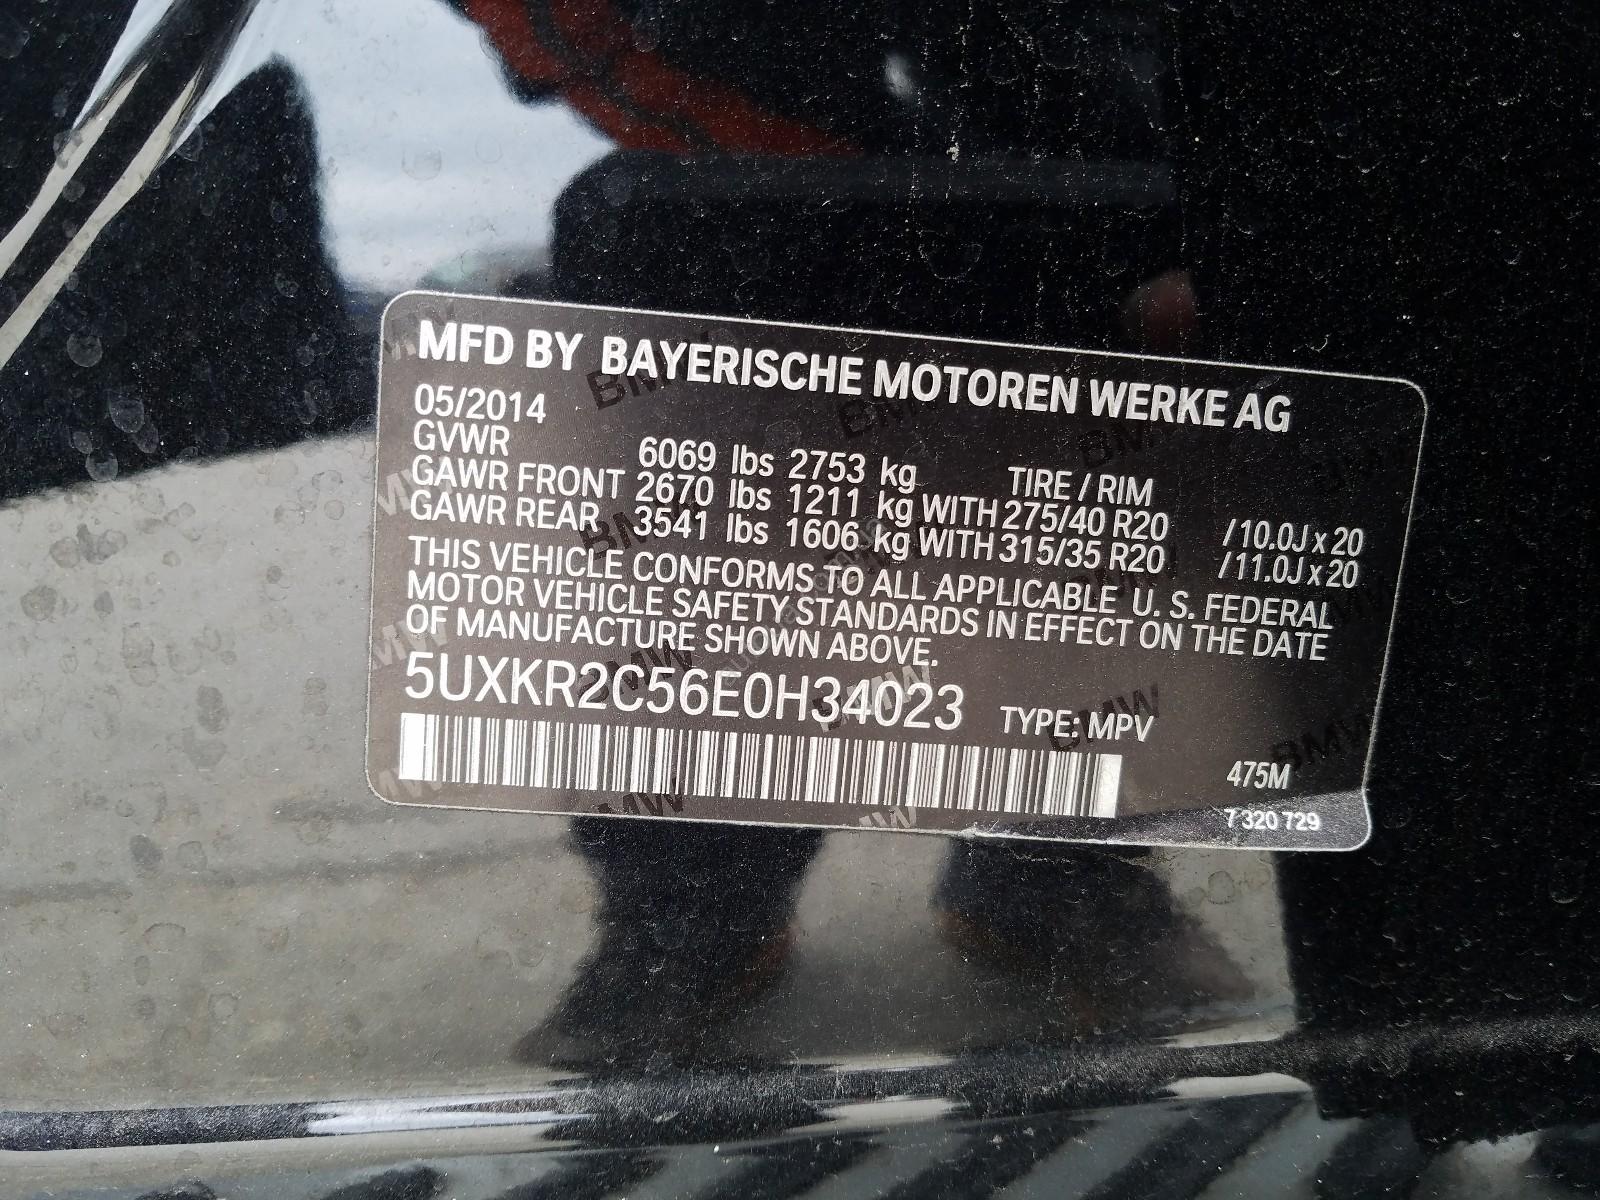 MFD BY BAYERISCHE MOTOREN WERKE AG
05/2014
GVWR 6069 lbs 2753 kg TIRE / RIM
GAWR FRONT 2670 lbs 1211 kg WITH 275/40 R20 /10.0J x 20
GAWR REAR 3541 lbs 1606 kg WITH 315/35 R20 /11.0J x 20
THIS VEHICLE CONFORMS TO ALL APPLICABLE U. S. FEDERAL
MOTOR VEHICLE SAFETY STANDARDS IN EFFECT ON THE DATE
OF MANUFACTURE SHOWN ABOVE.
5UXKR2C56E0H34023 TYPE: MPV
475M
7 320 729